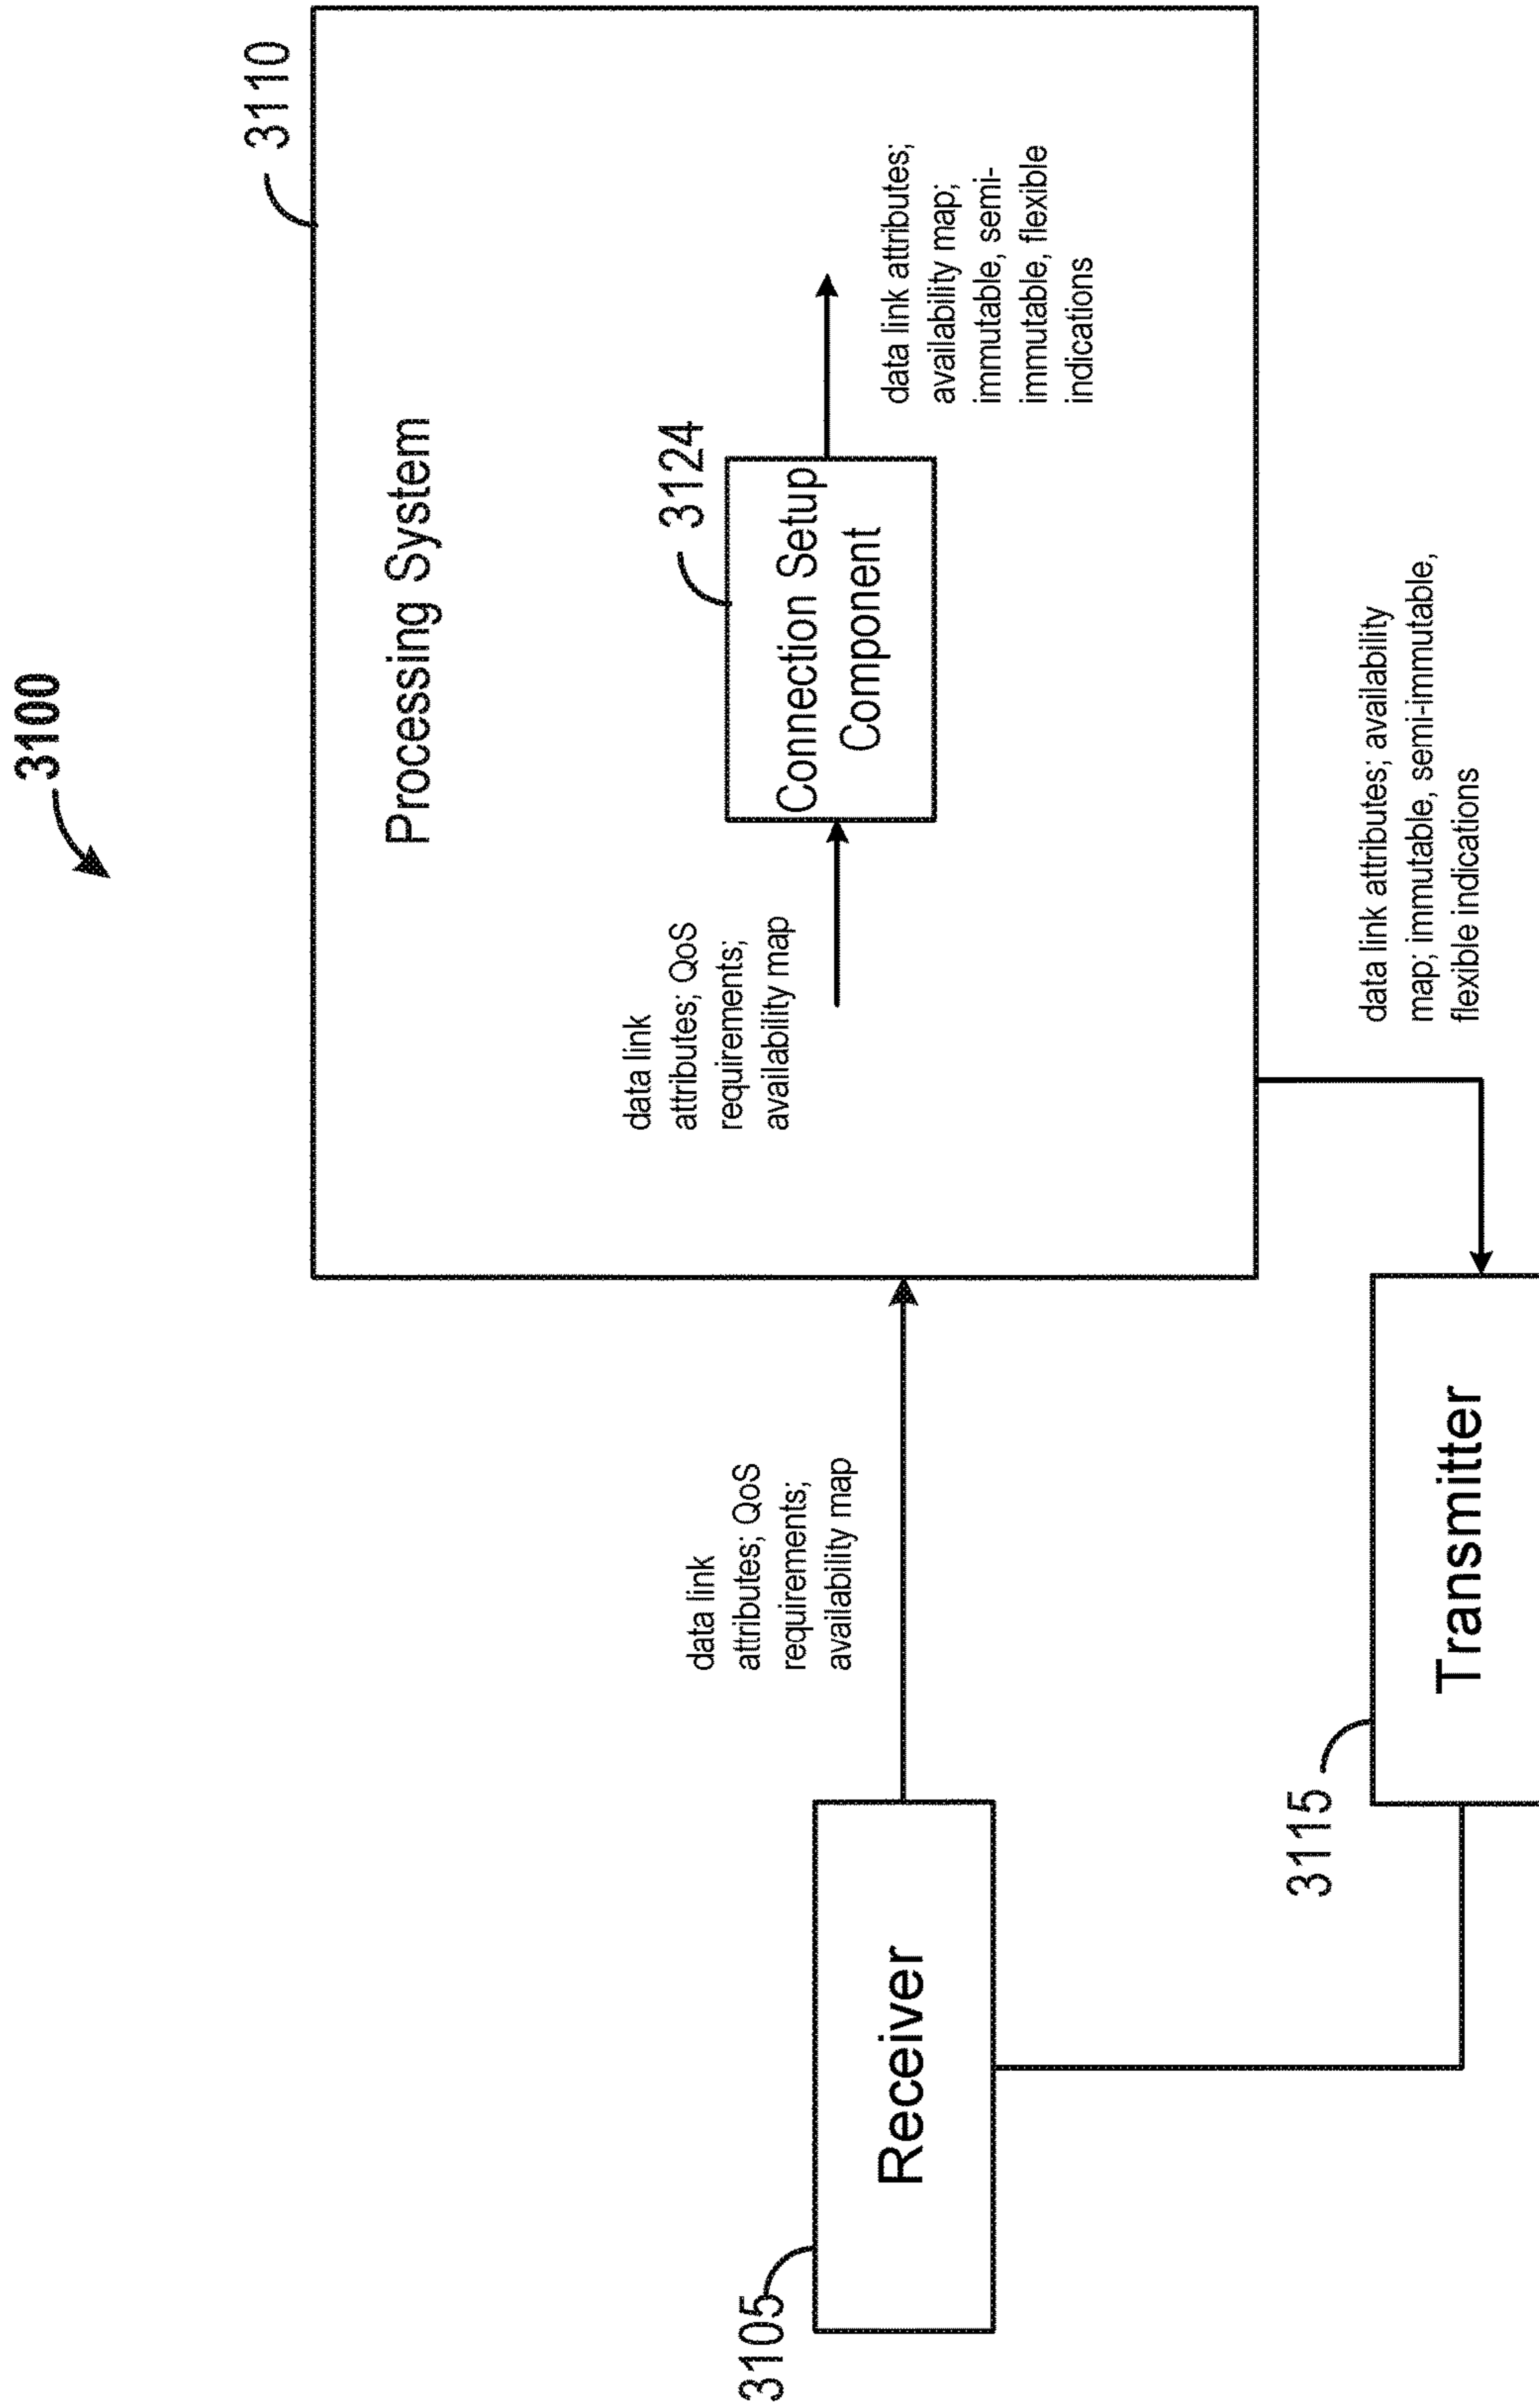 3100
3110
Processing System
3124
Connection Setup
Component
data link
attributes; QoS
requirements;
availability map
data link attributes;
availability map;
immutable, semi-
immutable, flexible
indications
data link
attributes; QoS
requirements;
availability map
3105
Receiver
data link attributes; availability
map; immutable, semi-immutable,
flexible indications
3115
Transmitter